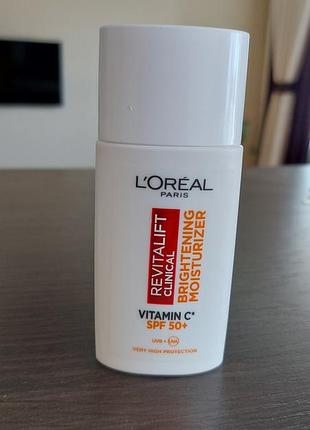 L'ORÉAL
PARIS
REVITALIFT
CLINICAL
BRIGHTENING
MOISTURIZER
VITAMIN C*
SPF 50+
UVB + UVA
VERY HIGH PROTECTION